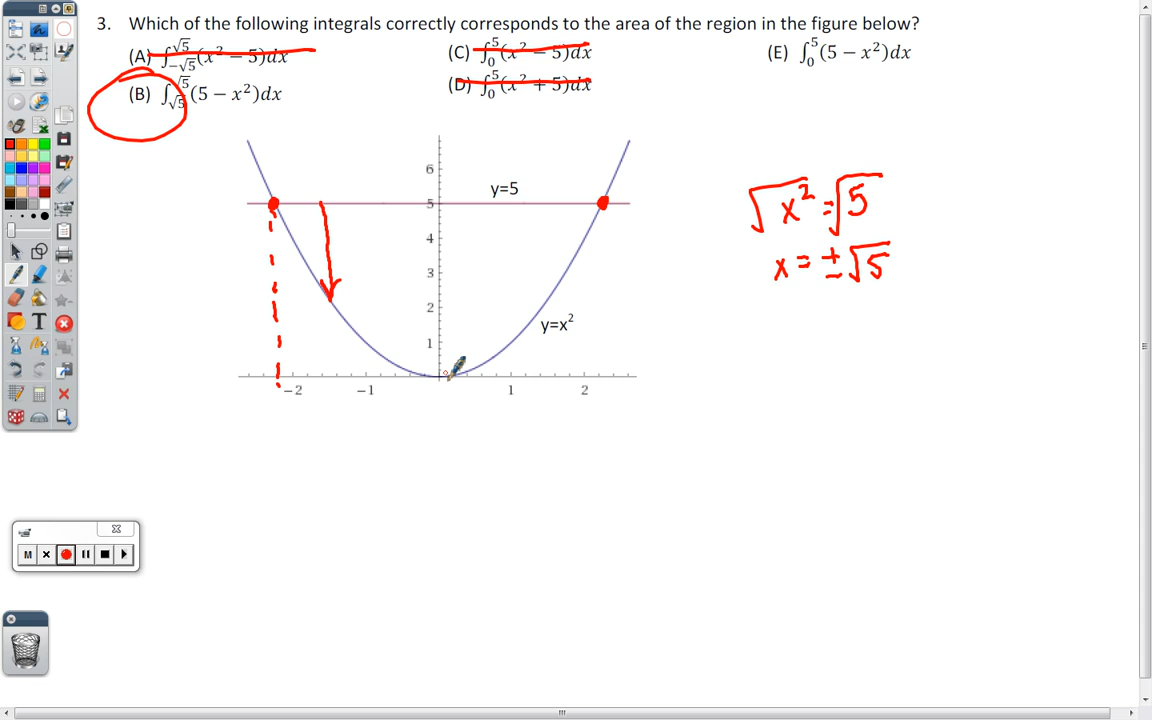 3. Which of the following integrals correctly corresponds to the area of the region in the figure below?
(A) ∫_{-√5}^{√5}(x² − 5)dx (C) ∫_0^5(x² − 5)dx (E) ∫_0^5(5 − x²)dx
(B) ∫_{√5}^{√5}(5 − x²)dx (D) ∫_0^5(x² + 5)dx
6
y=5
5
4
3
2
1
y=x²
−2 −1 1 2
√x² = √5
x = ±√5
T
M